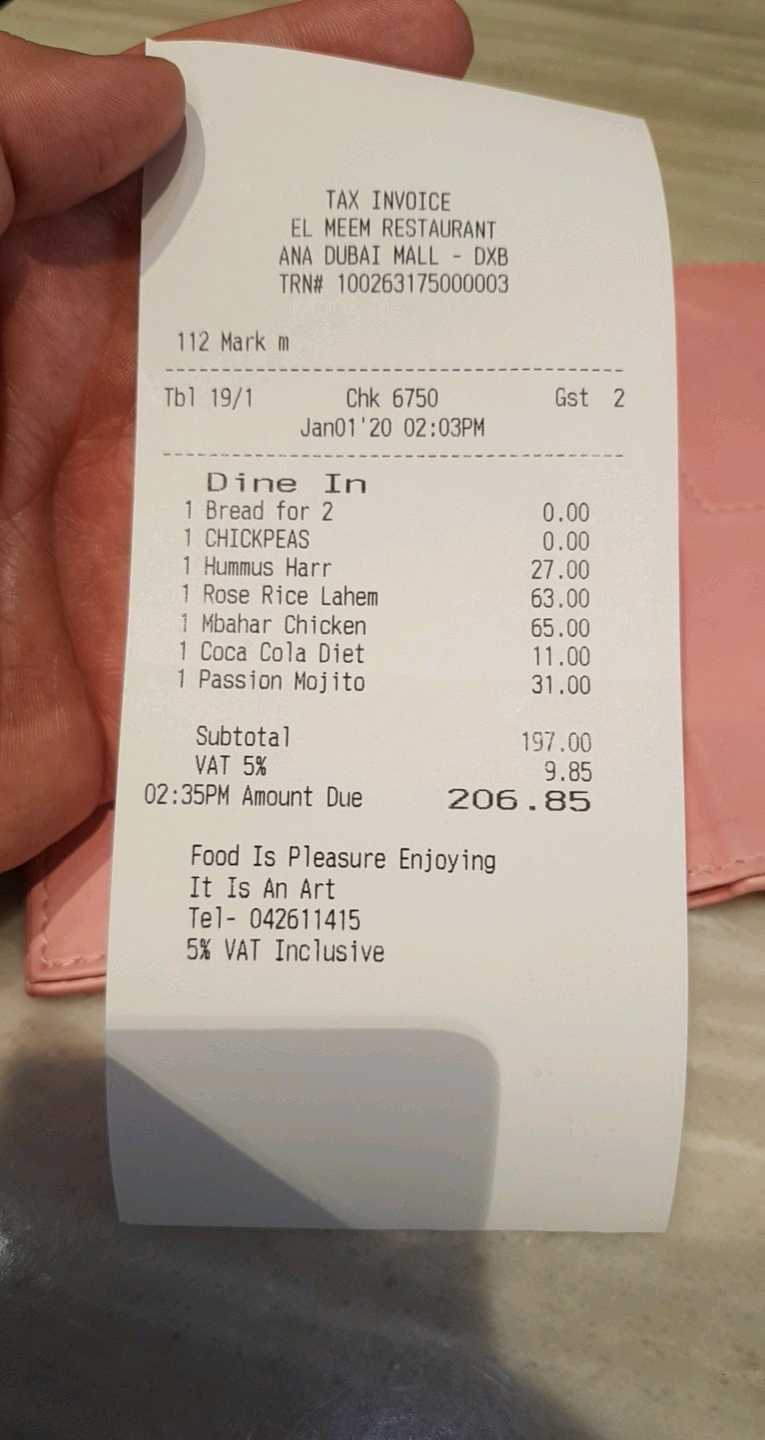 TAX INVOICE
EL MEEM RESTAURANT
ANA DUBAI MALL - DXB
TRN# 100263175000003
112 Mark m
----------------------------------------
Tbl 19/1 Chk 6750 Gst 2
Jan01'20 02:03PM
----------------------------------------
Dine In
1 Bread for 2 0.00
1 CHICKPEAS 0.00
1 Hummus Harr 27.00
1 Rose Rice Lahem 63.00
1 Mbahar Chicken 65.00
1 Coca Cola Diet 11.00
1 Passion Mojito 31.00
Subtotal 197.00
VAT 5% 9.85
02:35PM Amount Due 206.85
Food Is Pleasure Enjoying
It Is An Art
Tel- 042611415
5% VAT Inclusive